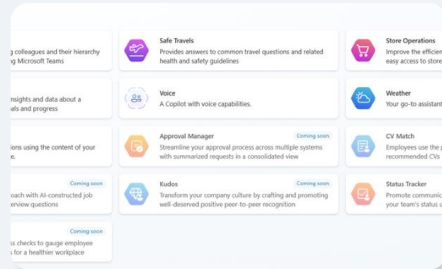 colleagues and their hierarchy
ng Microsoft Teams
Safe Travels
Provides answers to common travel questions and related
health and safety guidelines
Store Operations
Improve the efficien
easy access to store
nsights and data about a
als and progress
Voice
A Copilot with voice capabilities.
Weather
Your go-to assistant
ions using the content of your
e.
Approval Manager
Coming soon
Streamline your approval process across multiple systems
with summarized requests in a consolidated view
CV Match
Employees use the p
recommended CVs
Coming soon
oach with AI-constructed job
erview questions
Kudos
Coming soon
Transform your company culture by crafting and promoting
well-deserved positive peer-to-peer recognition
Status Tracker
Promote communic
your team's status u
Coming soon
ss checks to gauge employee
s for a healthier workplace